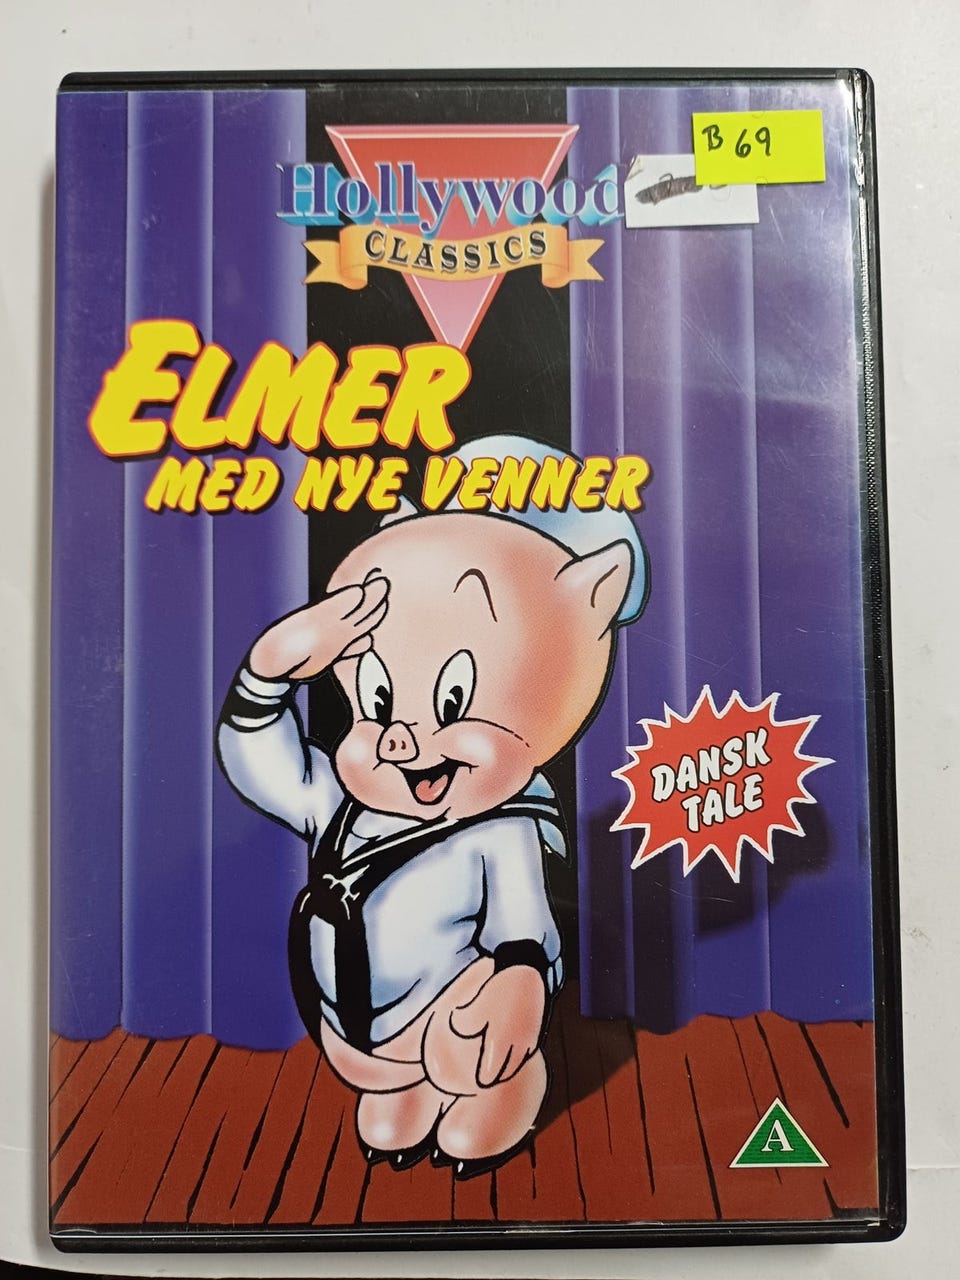 B 69
Hollywood
CLASSICS
ELMER
MED NYE VENNER
DANSK
TALE
A